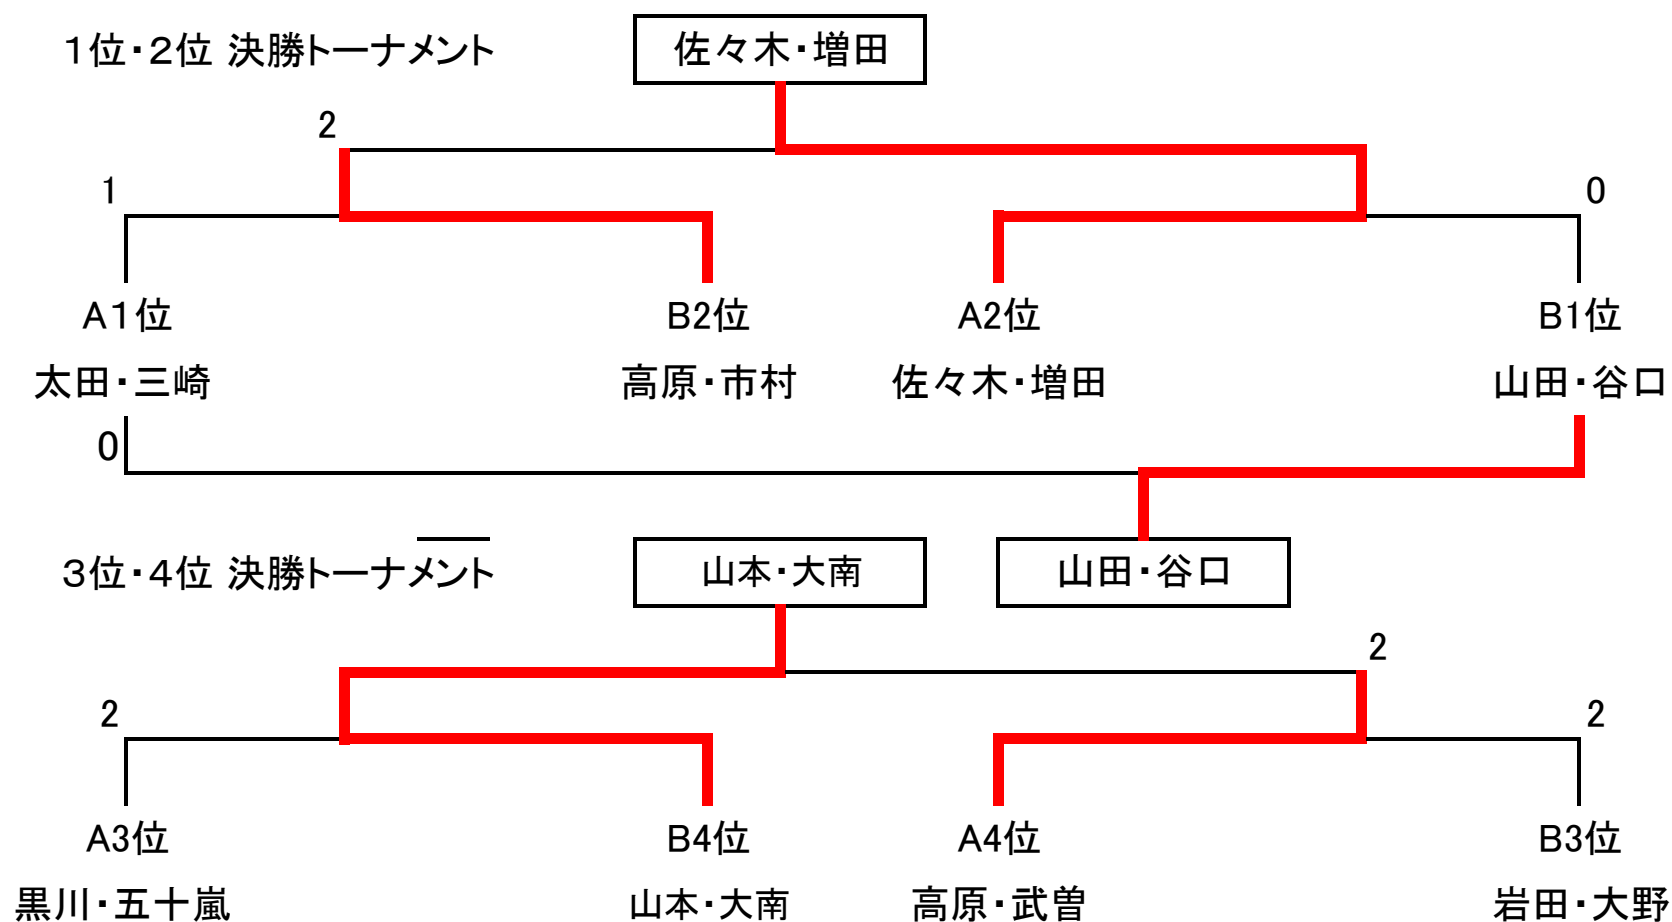 1位・2位 決勝トーナメント
佐々木・増田
2
1
0
A1位
B2位
A2位
B1位
太田・三崎
高原・市村
佐々木・増田
山田・谷口
0
3位・4位 決勝トーナメント
山本・大南
山田・谷口
2
2
2
A3位
B4位
A4位
B3位
黒川・五十嵐
山本・大南
高原・武曽
岩田・大野